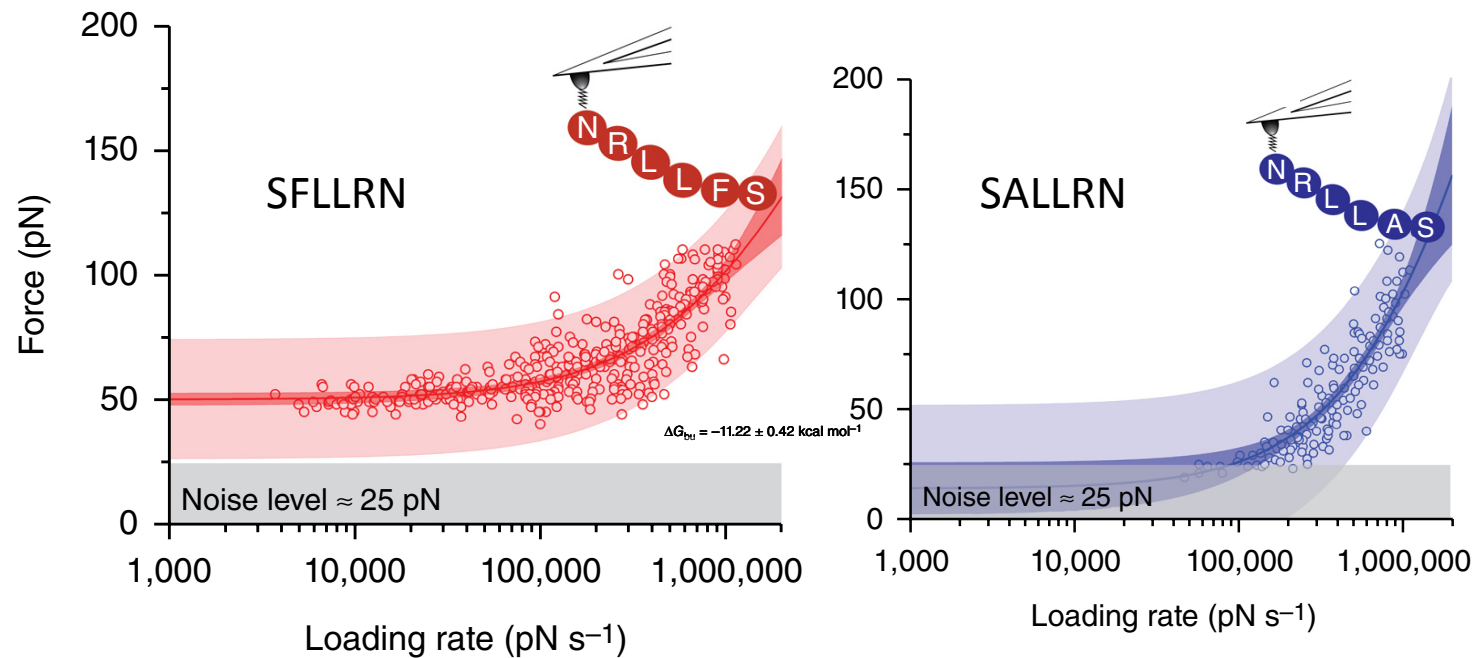 200
150
100
50
0
Force (pN)
SFLLRN
N R L L F S
ΔGbu = −11.22 ± 0.42 kcal mol−1
Noise level ≈ 25 pN
1,000 10,000 100,000 1,000,000
Loading rate (pN s−1)
200
150
100
50
0
SALLRN
N R L L A S
Noise level ≈ 25 pN
1,000 10,000 100,000 1,000,000
Loading rate (pN s−1)